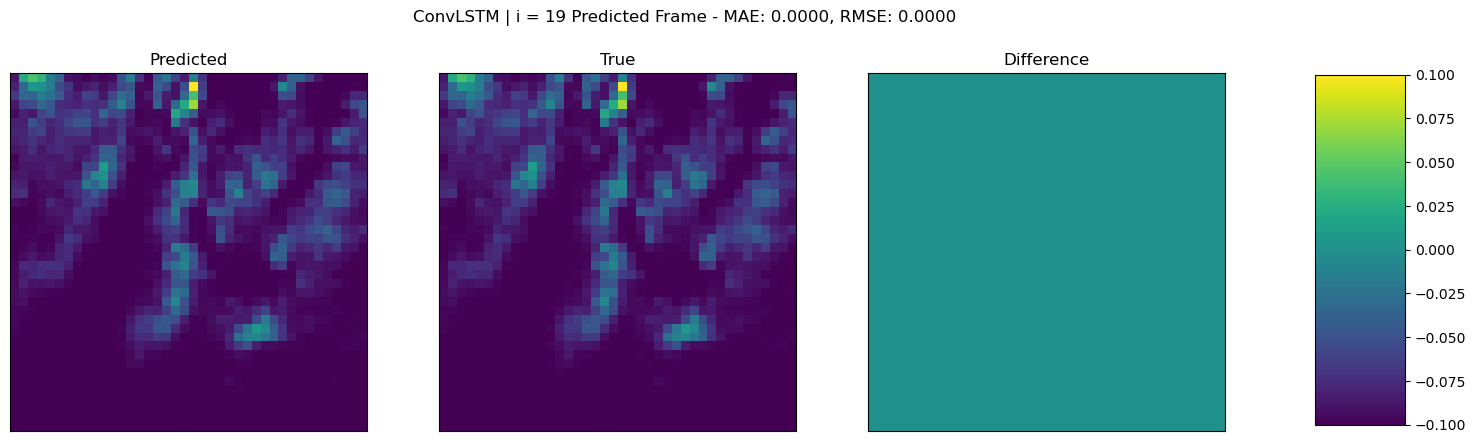 ConvLSTM | i = 19 Predicted Frame - MAE: 0.0000, RMSE: 0.0000
Predicted
True
Difference
0.100
0.075
0.050
0.025
0.000
−0.025
−0.050
−0.075
−0.100